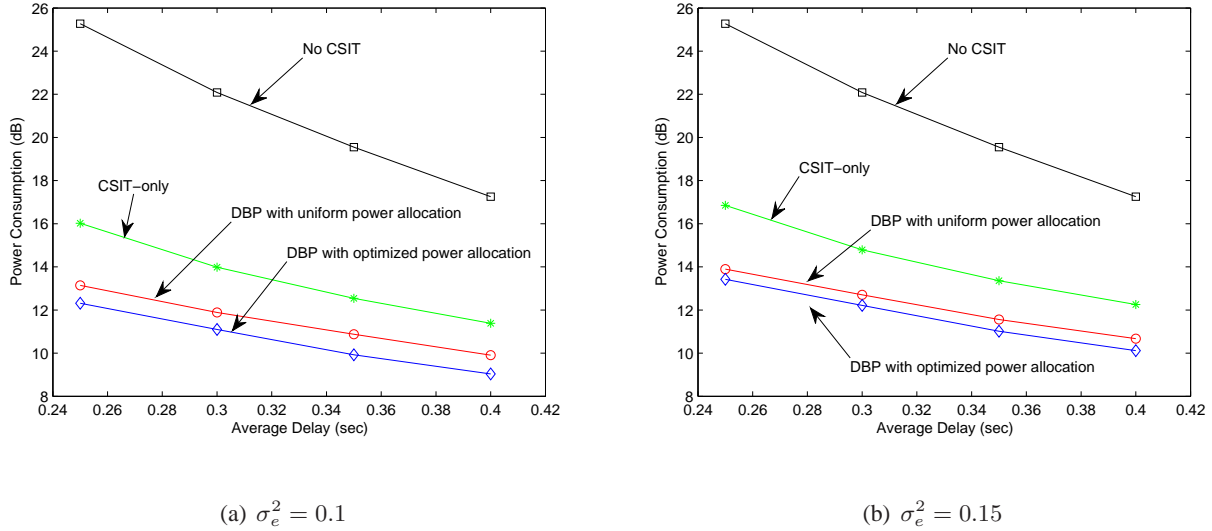 26
24
22
20
18
16
14
12
10
8
0.24 0.26 0.28 0.3 0.32 0.34 0.36 0.38 0.4 0.42
Power Consumption (dB)
Average Delay (sec)
No CSIT
CSIT−only
DBP with uniform power allocation
DBP with optimized power allocation
(a) σ_e^2 = 0.1
26
24
22
20
18
16
14
12
10
8
0.24 0.26 0.28 0.3 0.32 0.34 0.36 0.38 0.4 0.42
Power Consumption (dB)
Average Delay (sec)
No CSIT
CSIT−only
DBP with uniform power allocation
DBP with optimized power allocation
(b) σ_e^2 = 0.15